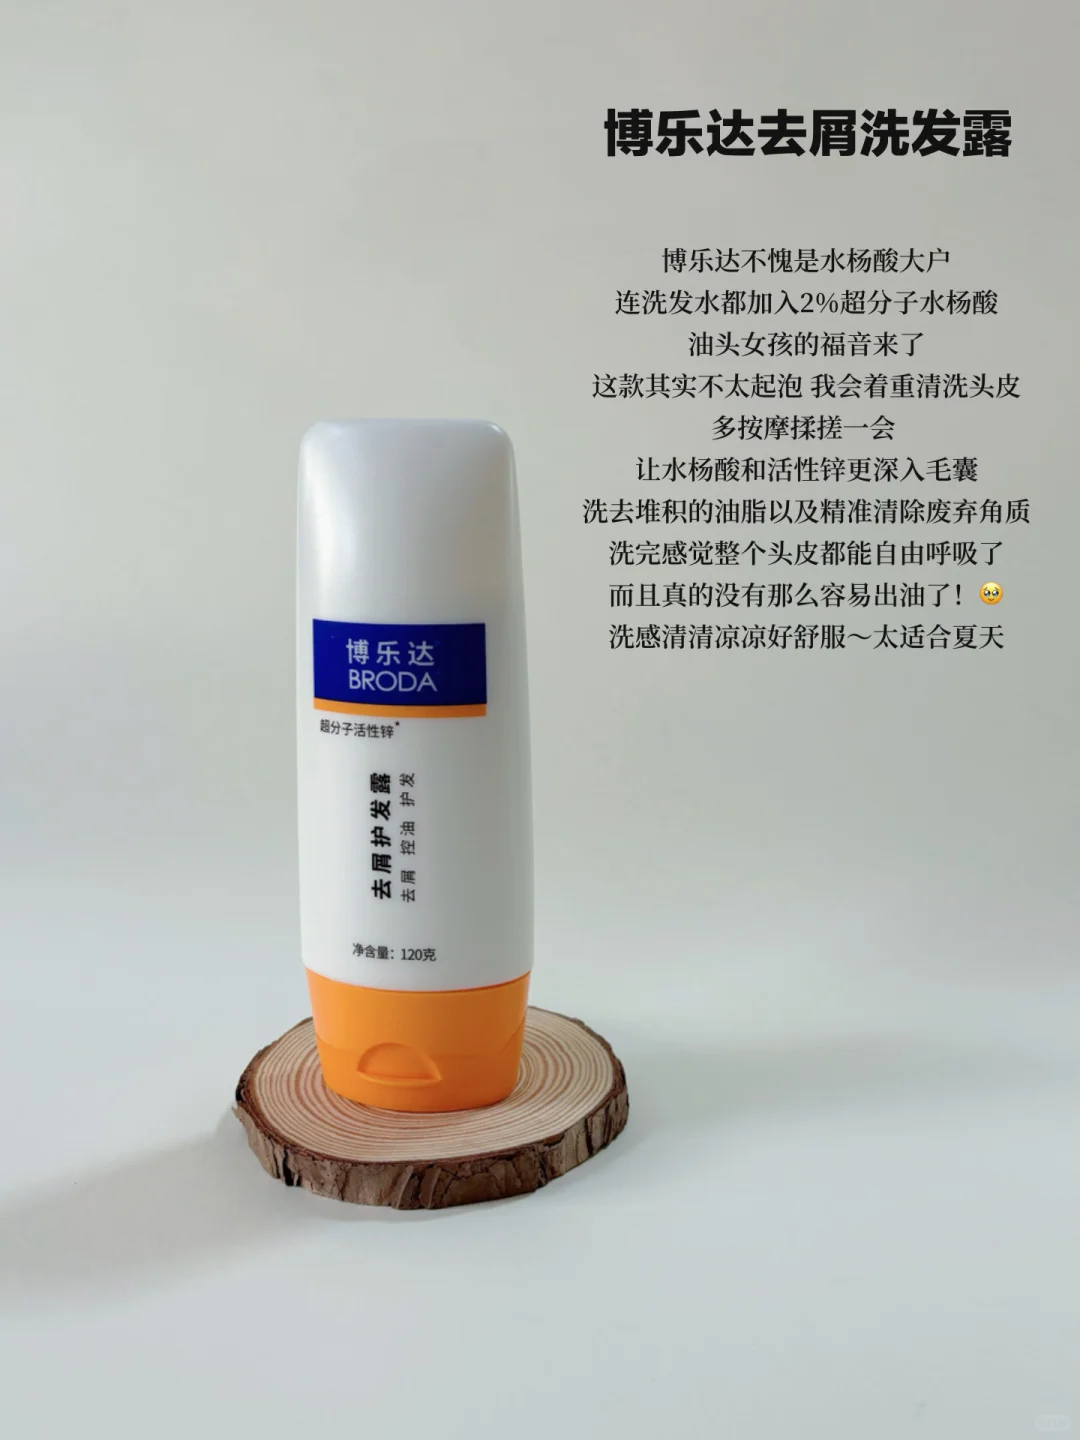 博乐达去屑洗发露
博乐达不愧是水杨酸大户
连洗发水都加入2%超分子水杨酸
油头女孩的福音来了
这款其实不太起泡 我会着重清洗头皮
多按摩揉搓一会
让水杨酸和活性锌更深入毛囊
洗去堆积的油脂以及精准清除废弃角质
洗完感觉整个头皮都能自由呼吸了
而且真的没有那么容易出油了！🥹
洗感清清凉凉好舒服～太适合夏天
博乐达
BRODA
超分子活性锌*
去屑护发露
去屑 控油 护发
净含量：120克